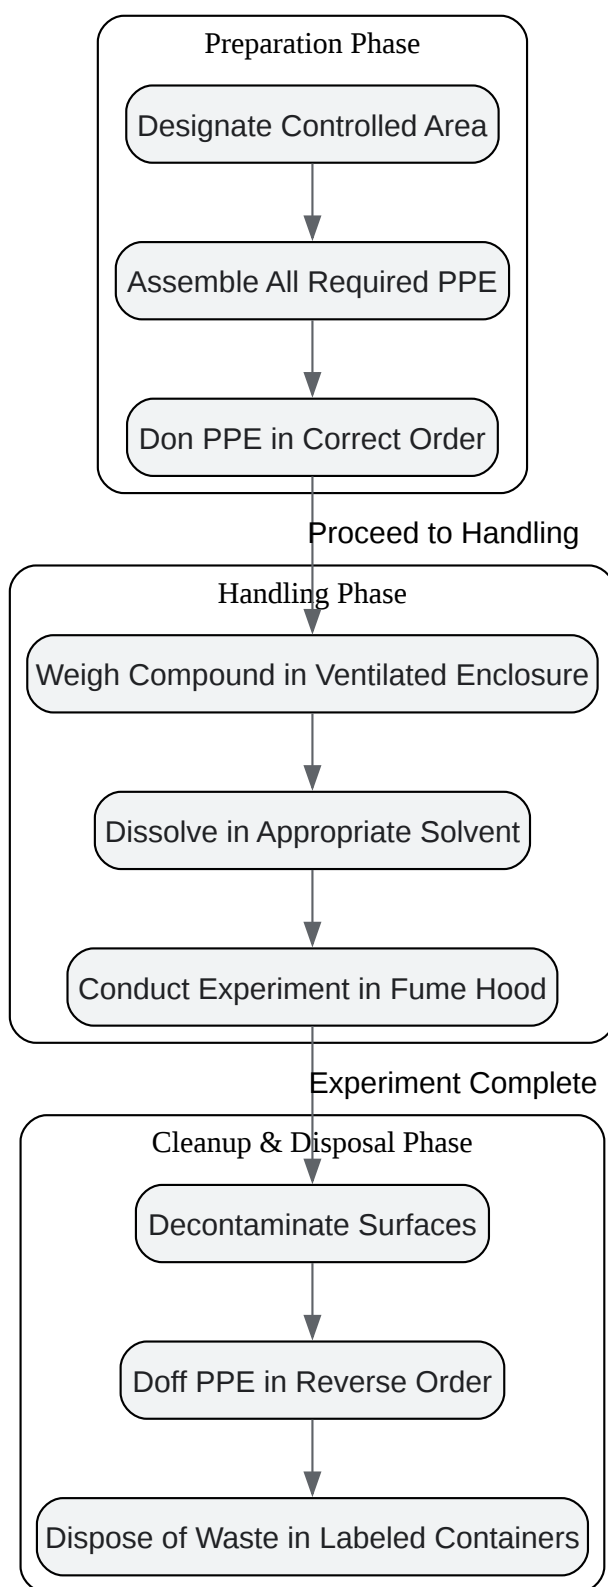 Preparation Phase
Designate Controlled Area
Assemble All Required PPE
Don PPE in Correct Order
Proceed to Handling
Handling Phase
Weigh Compound in Ventilated Enclosure
Dissolve in Appropriate Solvent
Conduct Experiment in Fume Hood
Experiment Complete
Cleanup & Disposal Phase
Decontaminate Surfaces
Doff PPE in Reverse Order
Dispose of Waste in Labeled Containers